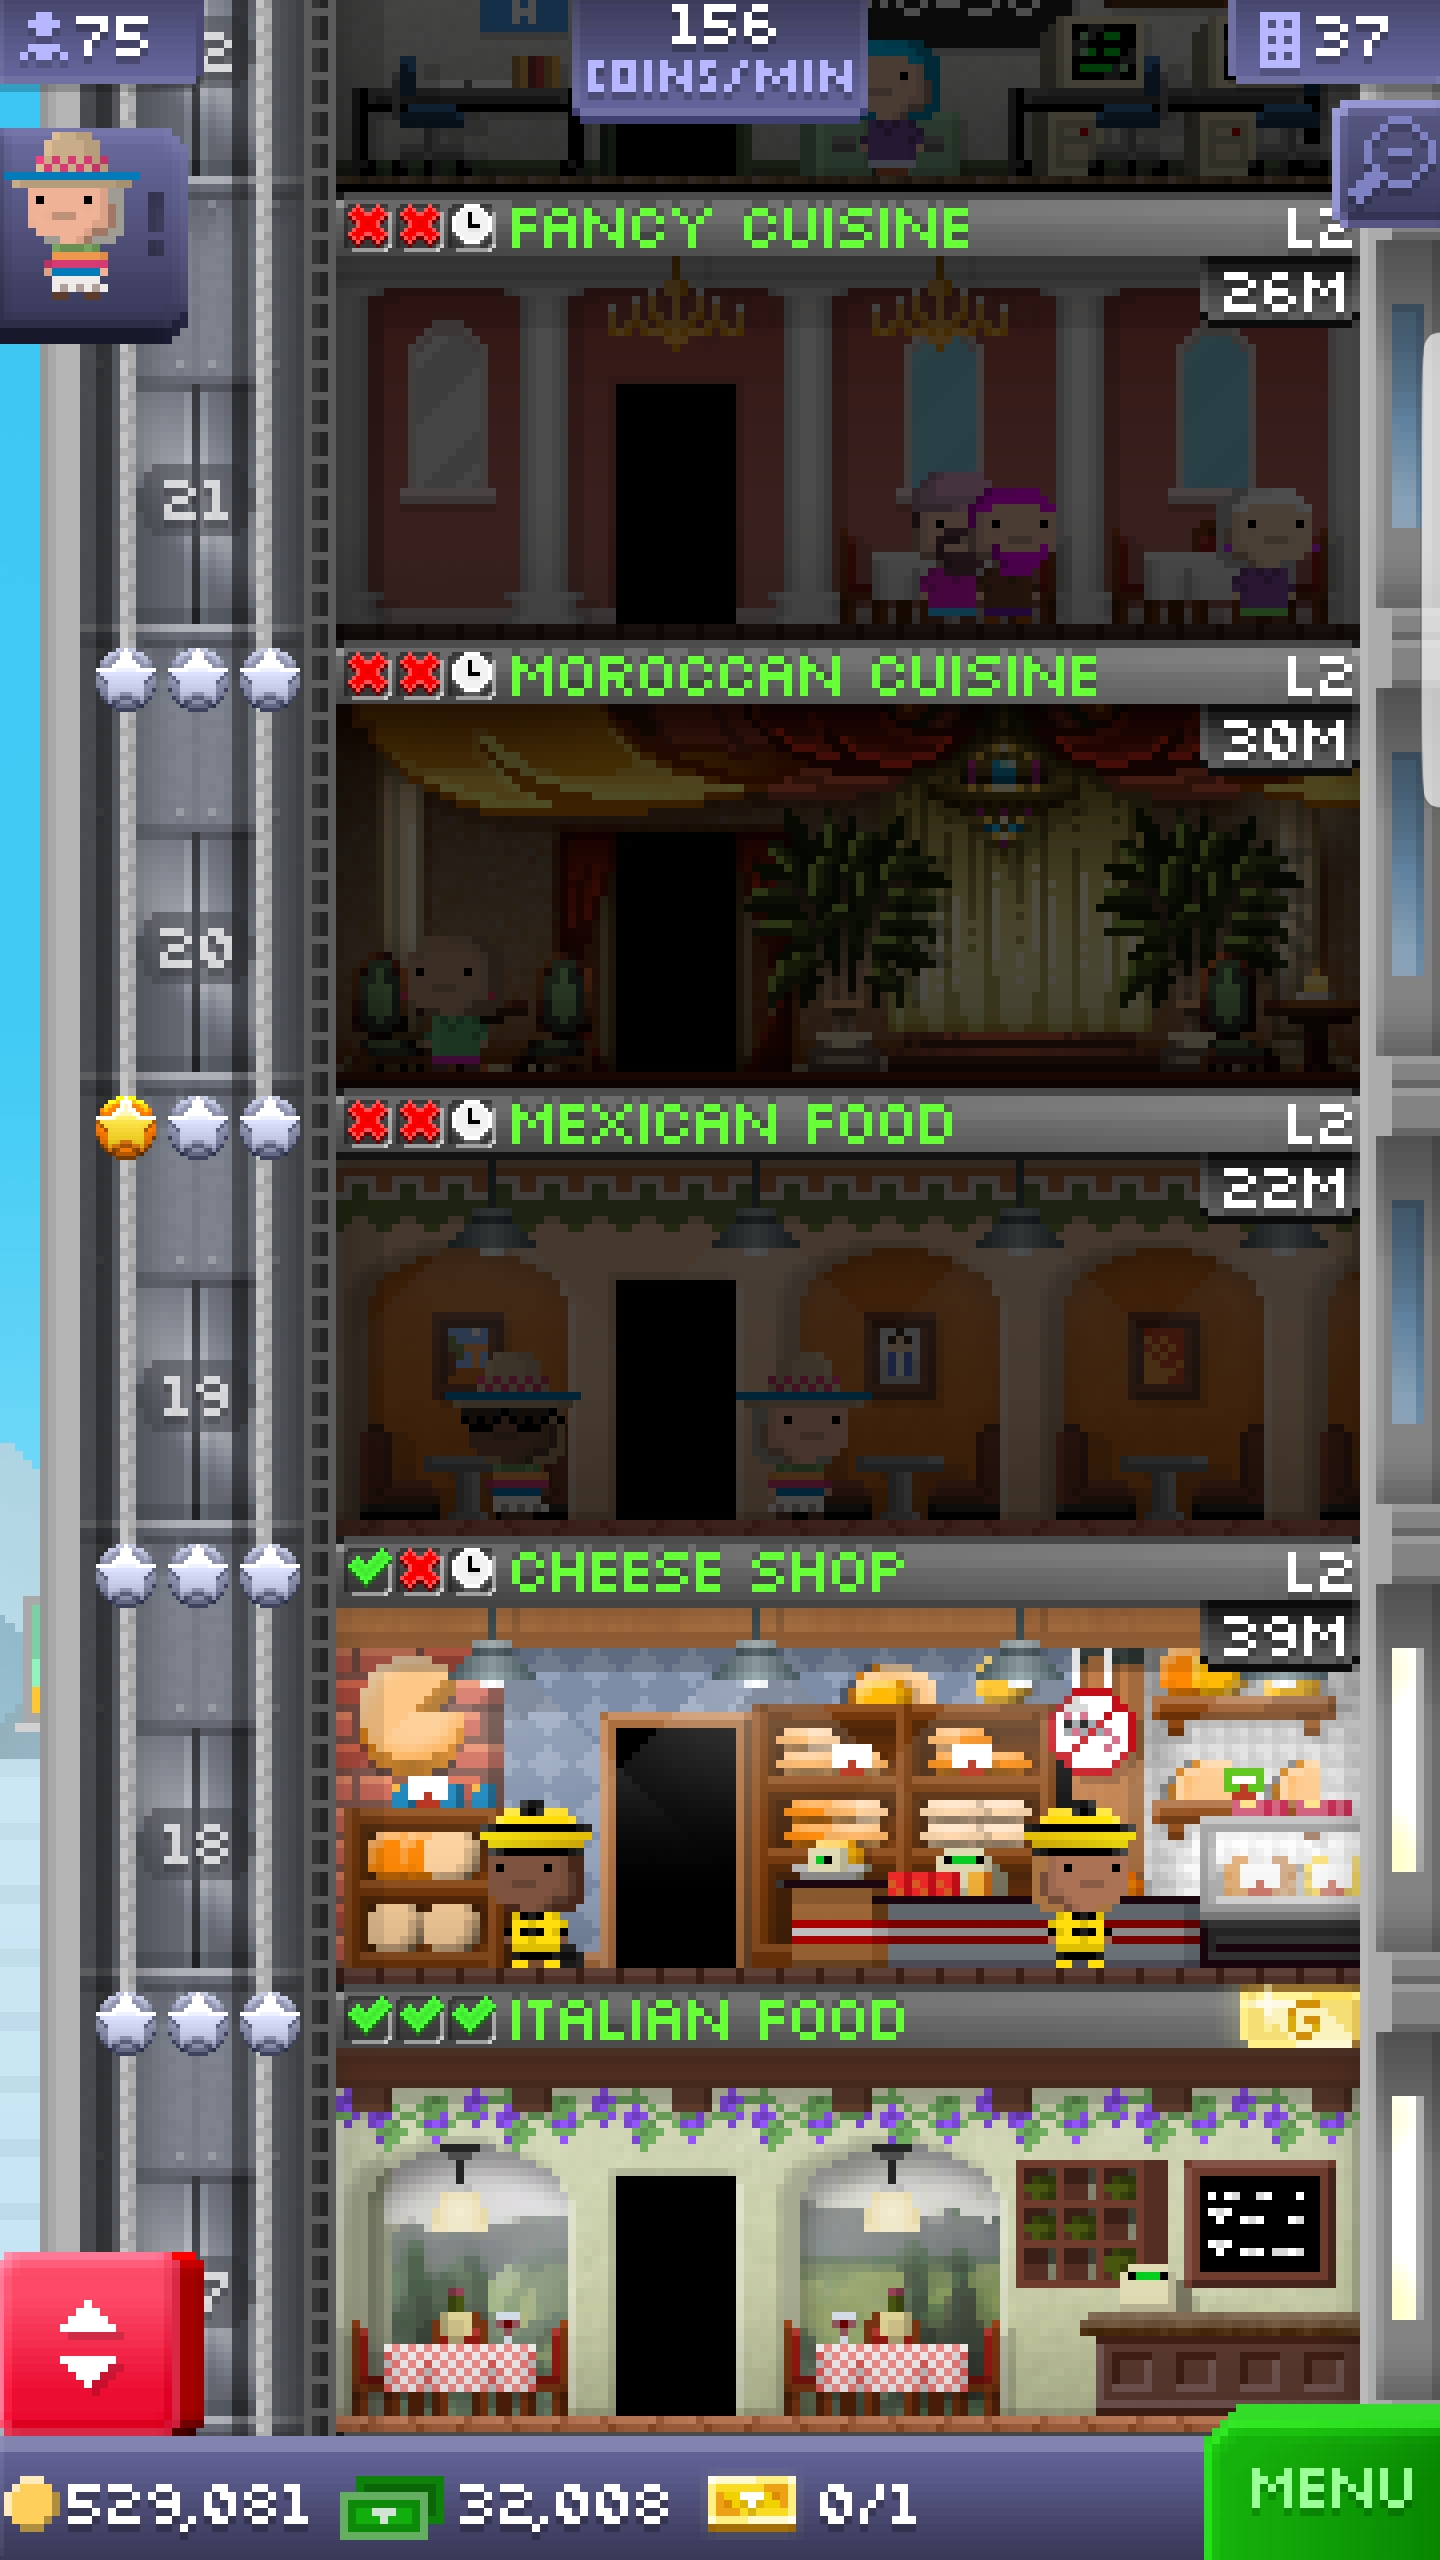 75
156
COINS/MIN
37
FANCY CUISINE L2
26M
21
MOROCCAN CUISINE L2
30M
20
MEXICAN FOOD L2
22M
19
CHEESE SHOP L2
39M
18
ITALIAN FOOD G
529,081 32,008 0/1 MENU